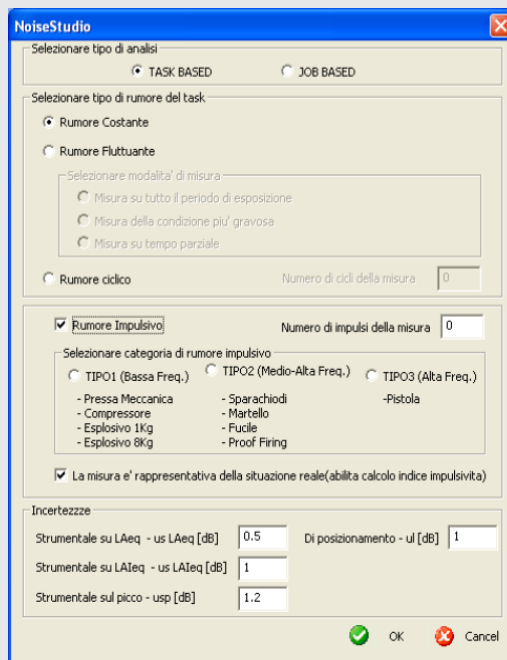 NoiseStudio
Selezionare tipo di analisi
TASK BASED JOB BASED
Selezionare tipo di rumore del task
Rumore Costante
Rumore Fluttuante
Selezionare modalita' di misura
Misura su tutto il periodo di esposizione
Misura della condizione piu' gravosa
Misura su tempo parziale
Rumore ciclico Numero di cicli della misura 0
Rumore Impulsivo Numero di impulsi della misura 0
Selezionare categoria di rumore impulsivo
TIPO1 (Bassa Freq.) TIPO2 (Medio-Alta Freq.) TIPO3 (Alta Freq.)
- Pressa Meccanica - Sparachiodi -Pistola
- Compressore - Martello
- Esplosivo 1Kg - Fucile
- Esplosivo 8Kg - Proof Firing
La misura e' rappresentativa della situazione reale(abilita calcolo indice impulsivita)
Incertezzze
Strumentale su LAeq - us LAeq [dB] 0.5 Di posizionamento - ul [dB] 1
Strumentale su LAIeq - us LAIeq [dB] 1
Strumentale sul picco - usp [dB] 1.2
OK Cancel